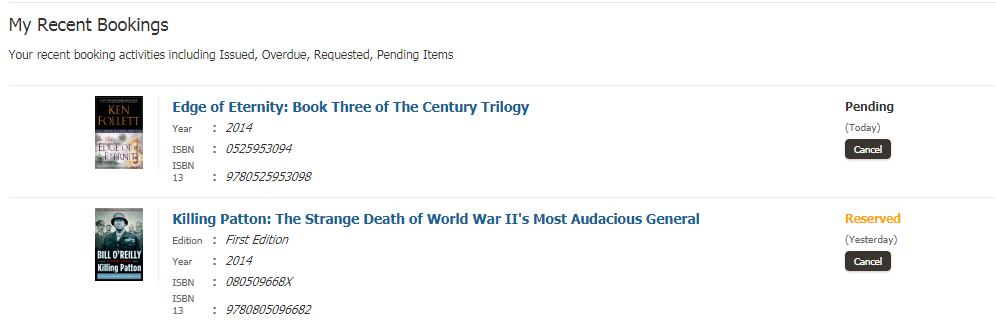 My Recent Bookings
Your recent booking activities including Issued, Overdue, Requested, Pending Items
KEN
FOLLETT
EDGE OF
ETERNITY
Edge of Eternity: Book Three of The Century Trilogy
Year : 2014
ISBN : 0525953094
ISBN
13 : 9780525953098
Pending
(Today)
Cancel
BILL O'REILLY
Killing Patton
Killing Patton: The Strange Death of World War II's Most Audacious General
Edition : First Edition
Year : 2014
ISBN : 080509668X
ISBN
13 : 9780805096682
Reserved
(Yesterday)
Cancel